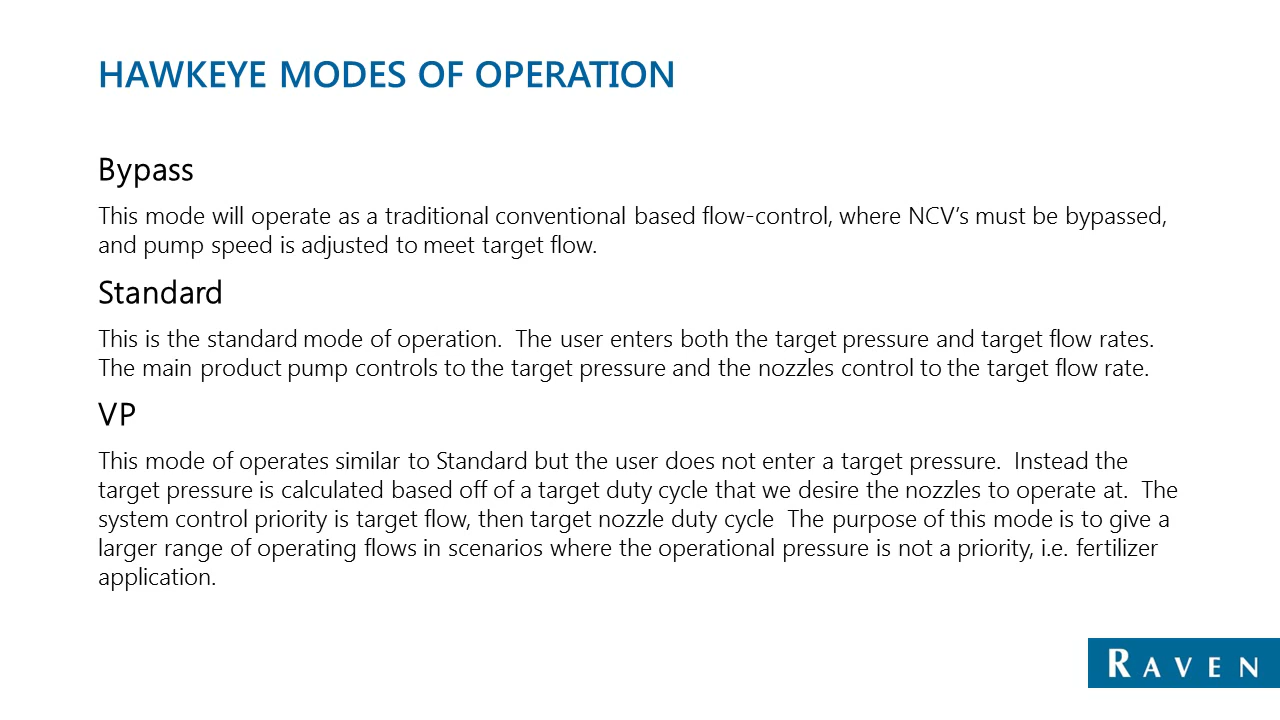 HAWKEYE MODES OF OPERATION
Bypass
This mode will operate as a traditional conventional based flow-control, where NCV’s must be bypassed,
and pump speed is adjusted to meet target flow.
Standard
This is the standard mode of operation.  The user enters both the target pressure and target flow rates.
The main product pump controls to the target pressure and the nozzles control to the target flow rate.
VP
This mode of operates similar to Standard but the user does not enter a target pressure.  Instead the
target pressure is calculated based off of a target duty cycle that we desire the nozzles to operate at.  The
system control priority is target flow, then target nozzle duty cycle  The purpose of this mode is to give a
larger range of operating flows in scenarios where the operational pressure is not a priority, i.e. fertilizer
application.
RAVEN